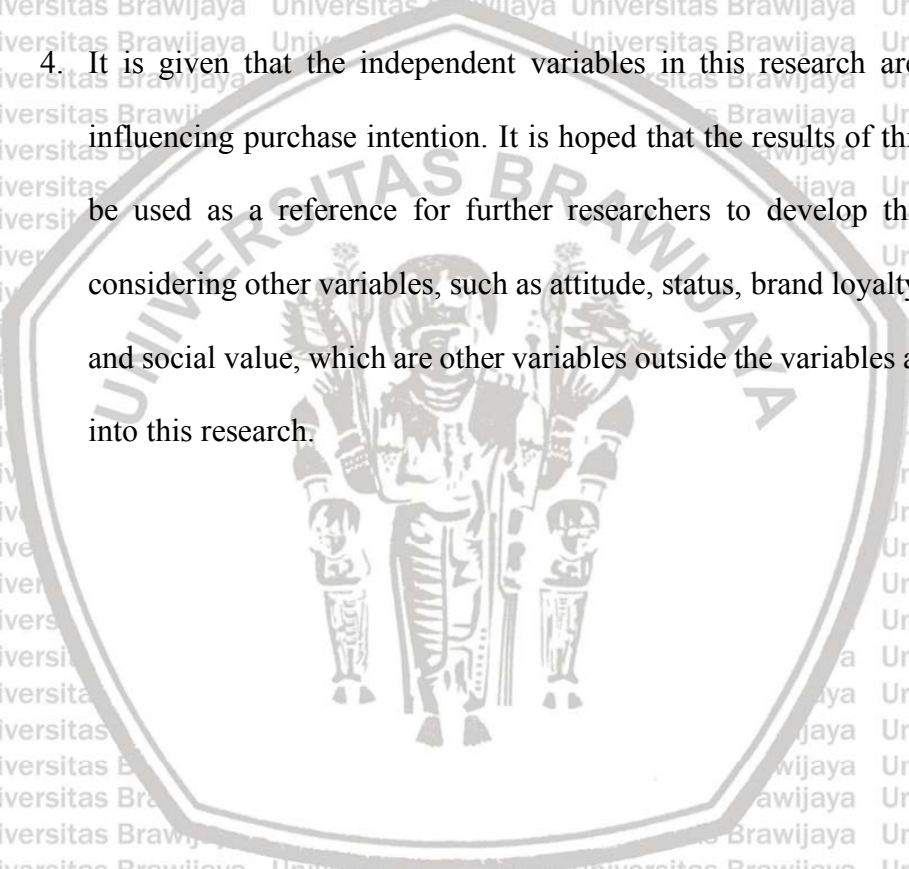 4. It is given that the independent variables in this research are
influencing purchase intention. It is hoped that the results of
be used as a reference for further researchers to develop
considering other variables, such as attitude, status, brand loyalty
and social value, which are other variables outside the variables
into this research.
UNIVERSITAS BRAWIJAYA